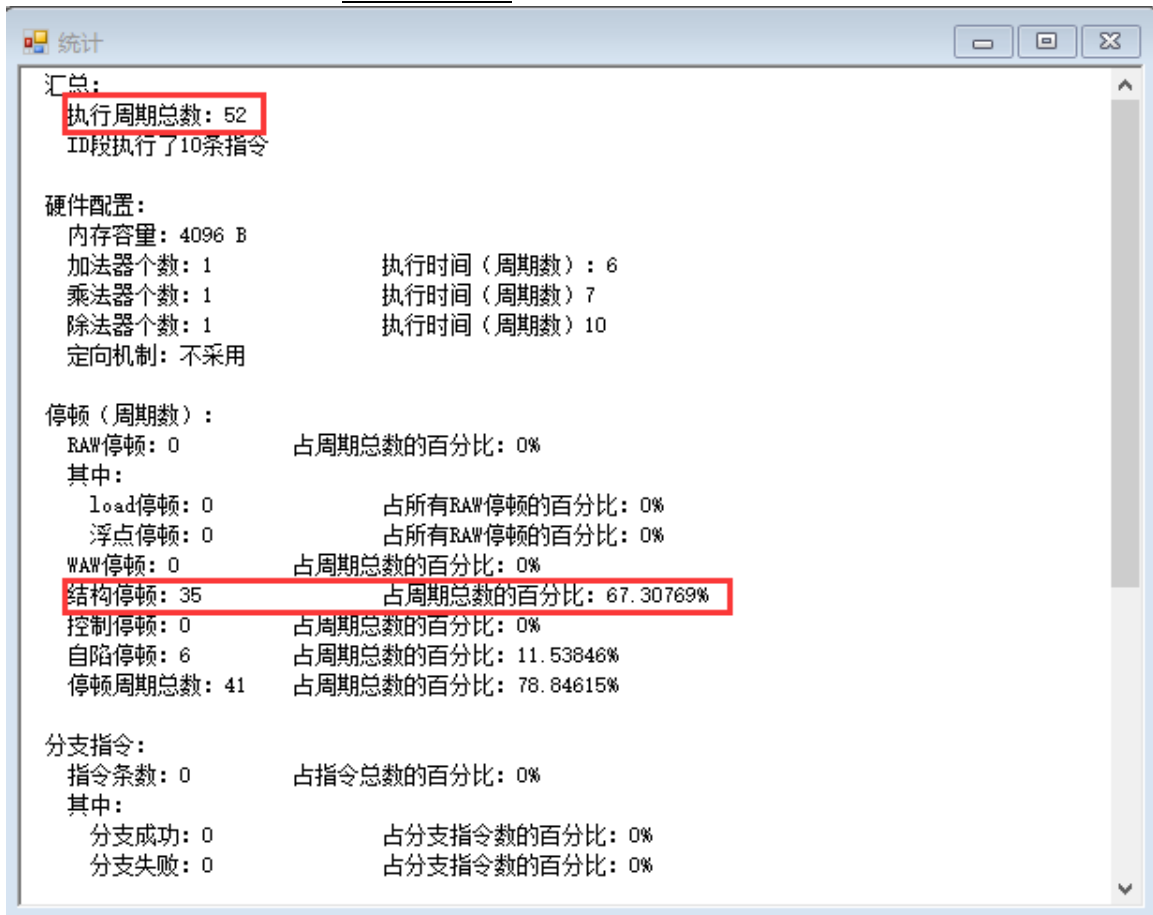 统计
汇总:
执行周期总数: 52
ID段执行了10条指令
硬件配置:
内存容量: 4096 B
加法器个数: 1 执行时间（周期数）: 6
乘法器个数: 1 执行时间（周期数）7
除法器个数: 1 执行时间（周期数）10
定向机制: 不采用
停顿（周期数）:
RAW停顿: 0 占周期总数的百分比: 0%
其中:
load停顿: 0 占所有RAW停顿的百分比: 0%
浮点停顿: 0 占所有RAW停顿的百分比: 0%
WAW停顿: 0 占周期总数的百分比: 0%
结构停顿: 35 占周期总数的百分比: 67.30769%
控制停顿: 0 占周期总数的百分比: 0%
自陷停顿: 6 占周期总数的百分比: 11.53846%
停顿周期总数: 41 占周期总数的百分比: 78.84615%
分支指令:
指令条数: 0 占指令总数的百分比: 0%
其中:
分支成功: 0 占分支指令数的百分比: 0%
分支失败: 0 占分支指令数的百分比: 0%